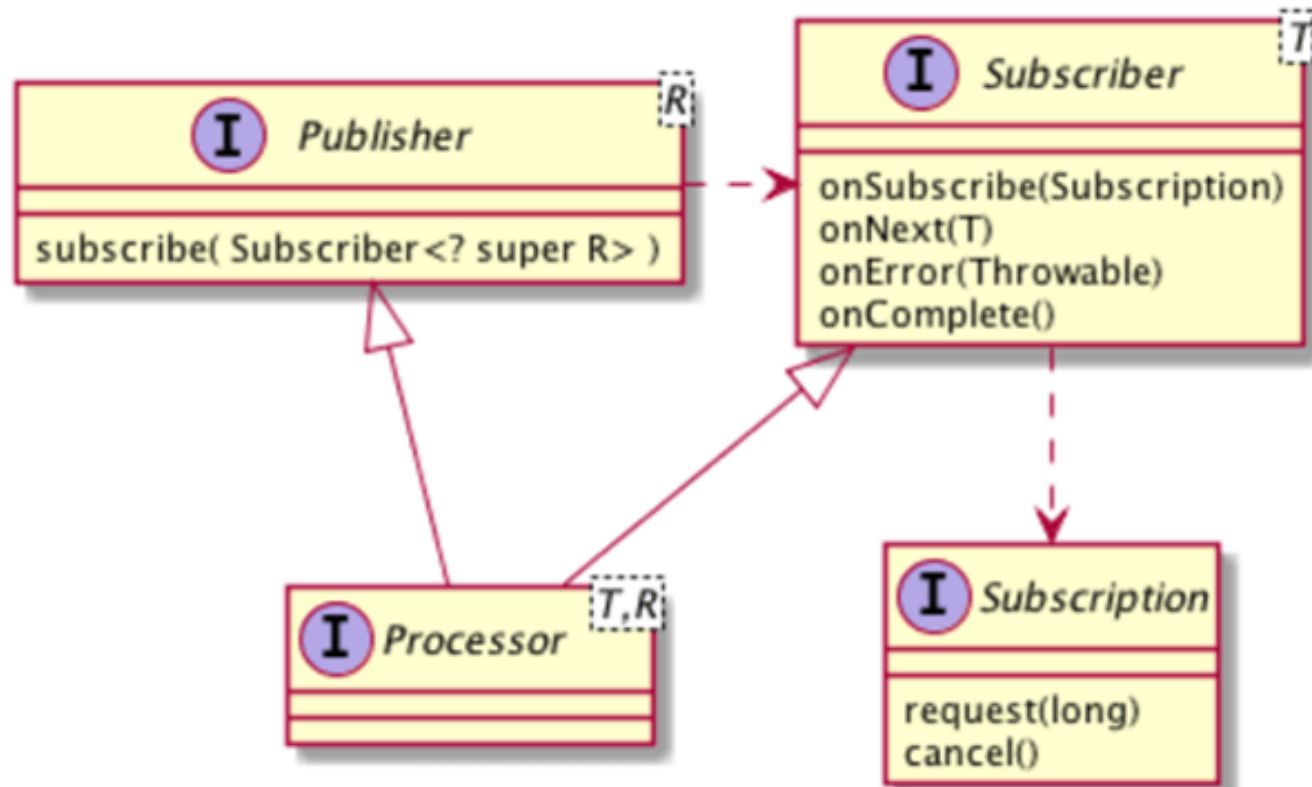 I Publisher
R
subscribe( Subscriber<? super R> )
I Subscriber
T
onSubscribe(Subscription)
onNext(T)
onError(Throwable)
onComplete()
I Processor
T,R
I Subscription
request(long)
cancel()